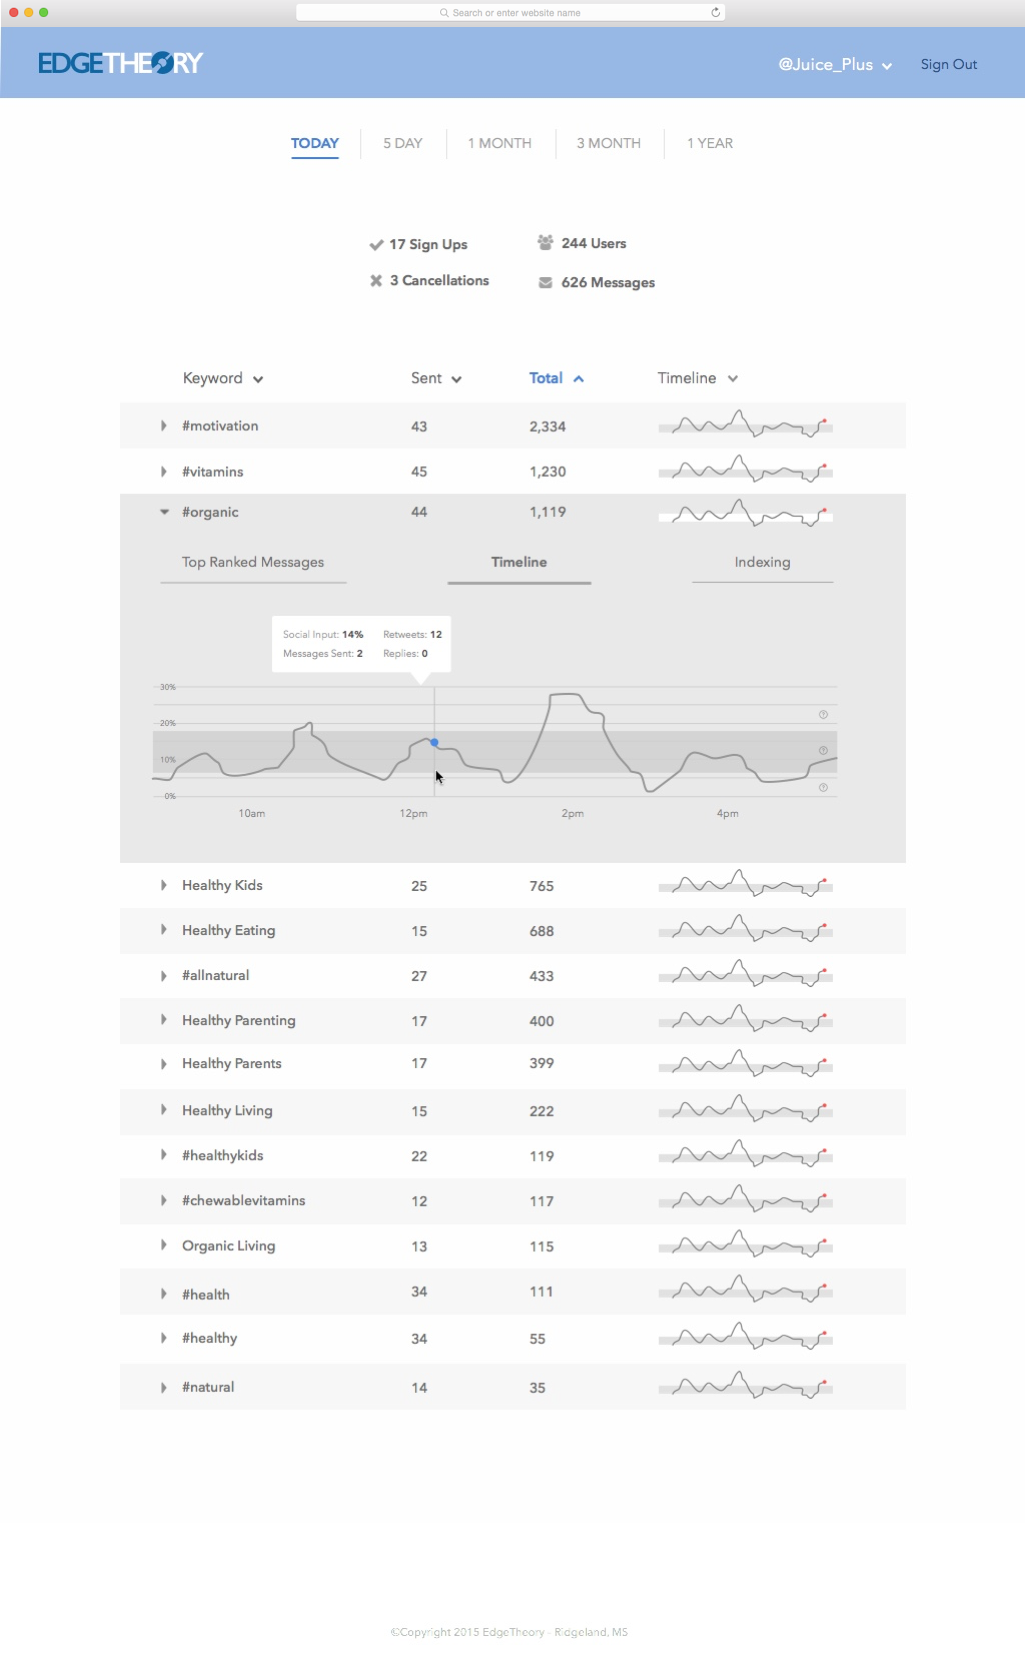 Search or enter website name
EDGETHEORY
@Juice_Plus
Sign Out
TODAY
5 DAY
1 MONTH
3 MONTH
1 YEAR
17 Sign Ups
244 Users
3 Cancellations
626 Messages
Keyword Sent Total Timeline
#motivation 43 2,334
#vitamins 45 1,230
#organic 44 1,119
Top Ranked Messages
Timeline
Indexing
Social Input: 14% Retweets: 12
Messages Sent: 2 Replies: 0
30%
20%
10%
0%
10am 12pm 2pm 4pm
Healthy Kids 25 765
Healthy Eating 15 688
#allnatural 27 433
Healthy Parenting 17 400
Healthy Parents 17 399
Healthy Living 15 222
#healthykids 22 119
#chewablevitamins 12 117
Organic Living 13 115
#health 34 111
#healthy 34 55
#natural 14 35
©Copyright 2015 EdgeTheory - Ridgeland, MS